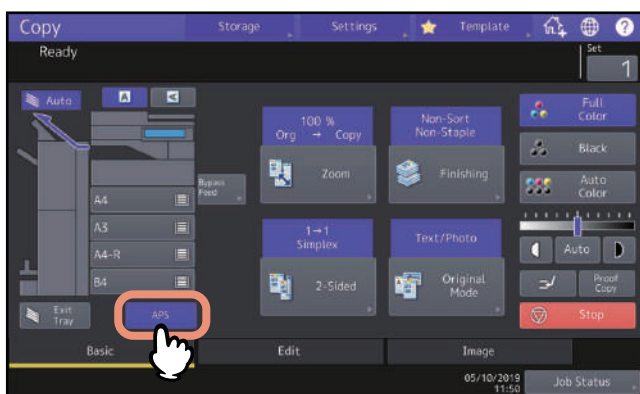 Copy
Storage
Settings
Template
?
Ready
Set
1
Auto
A
A
100 %
Org → Copy
Non-Sort
Non-Staple
Full
Color
Zoom
Finishing
Black
Bypass
Feed
Auto
Color
A4
A3
A4-R
B4
1→1
Simplex
Text/Photo
2-Sided
Original
Mode
Auto
Proof
Copy
Exit
Tray
APS
Stop
Basic
Edit
Image
05/10/2019
11:50
Job Status